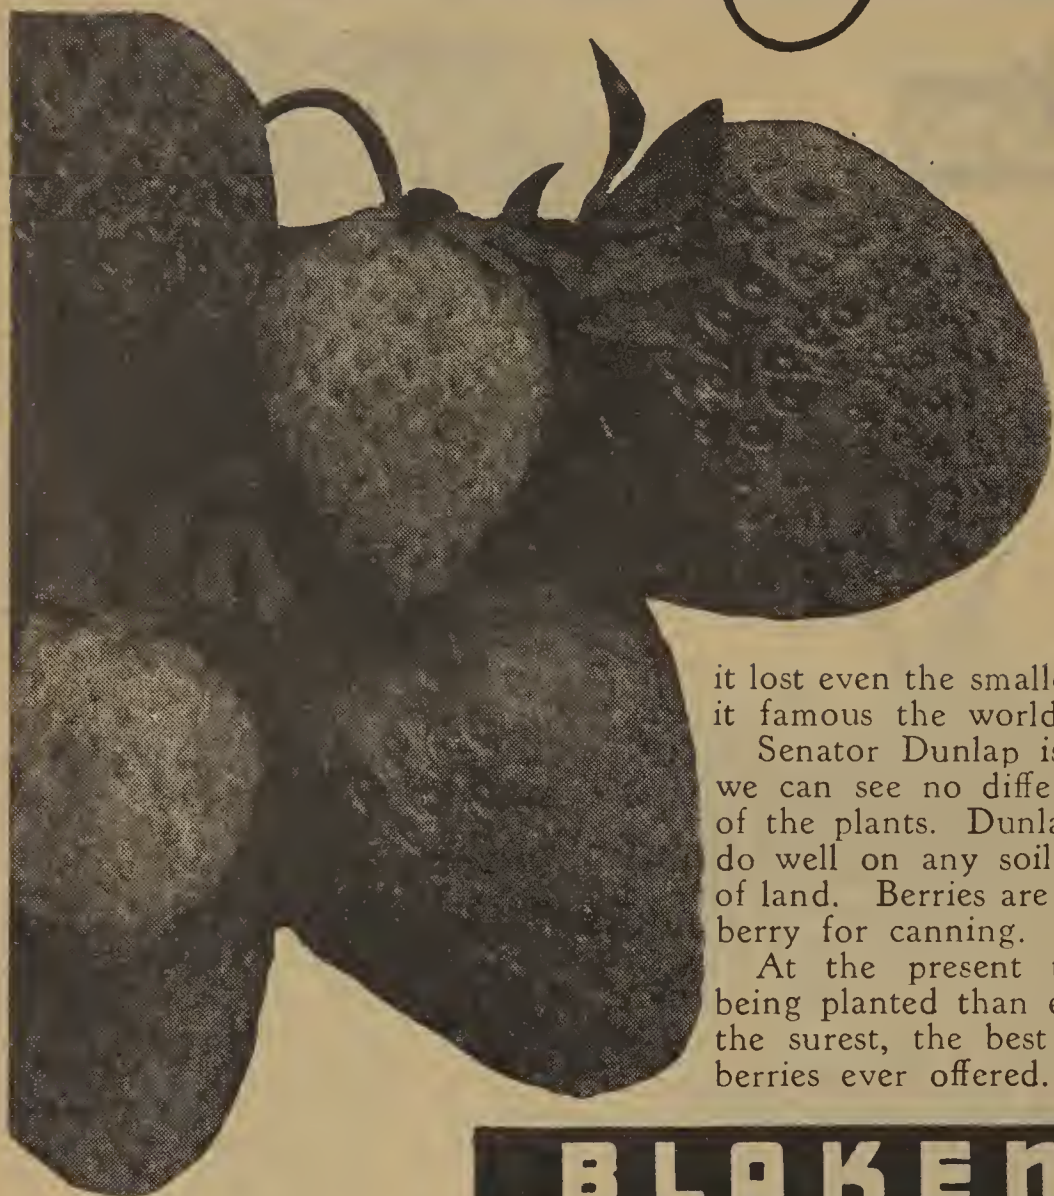 it lost even the small
it famous the world
Senator Dunlap is
we can see no diffe
of the plants. Dunla
do well on any soil
of land. Berries are
berry for canning.
At the present
being planted than e
the surest, the best
berries ever offered.
BLOKEN